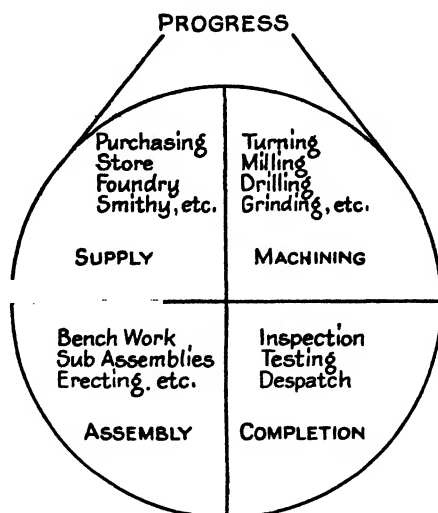 PROGRESS
Purchasing
Store
Foundry
Smithy, etc.
SUPPLY
Turning
Milling
Drilling
Grinding, etc.
MACHINING
Bench Work
Sub Assemblies
Erecting, etc.
ASSEMBLY
Inspection
Testing
Despatch
COMPLETION